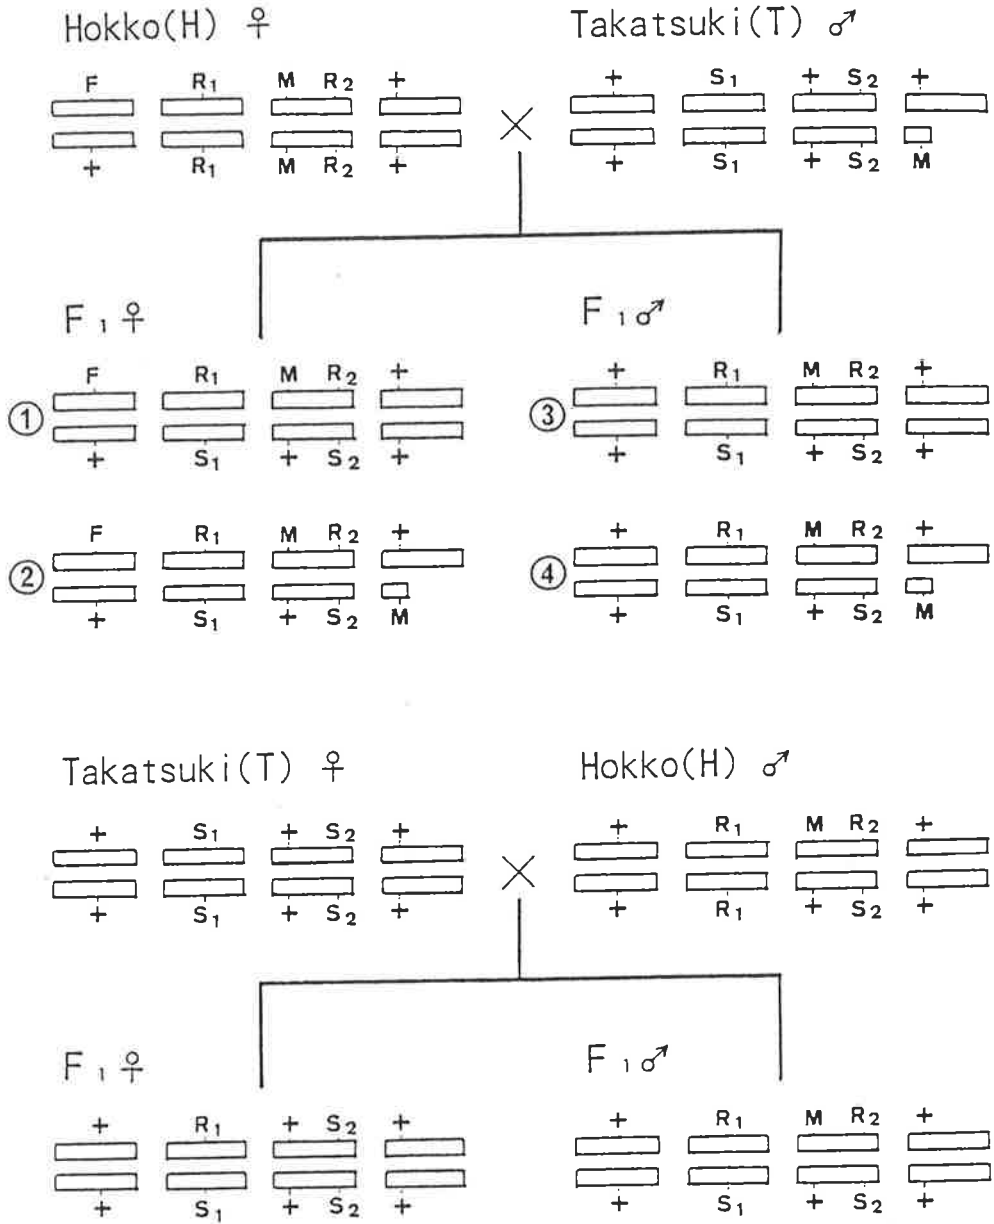 Hokko(H) ♀ Takatsuki(T) ♂
F R₁ M R₂ + + S₁ + S₂ +
+ R₁ M R₂ + + S₁ + S₂ M
F₁♀ F₁♂
F R₁ M R₂ + + R₁ M R₂ +
① ③
+ S₁ + S₂ + + S₁ + S₂ +
F R₁ M R₂ + + R₁ M R₂ +
② ④
+ S₁ + S₂ M + S₁ + S₂ M
Takatsuki(T) ♀ Hokko(H) ♂
+ S₁ + S₂ + + R₁ M R₂ +
+ S₁ + S₂ + + R₁ + S₂ +
F₁♀ F₁♂
+ R₁ + S₂ + + R₁ M R₂ +
+ S₁ + S₂ + + S₁ + S₂ +